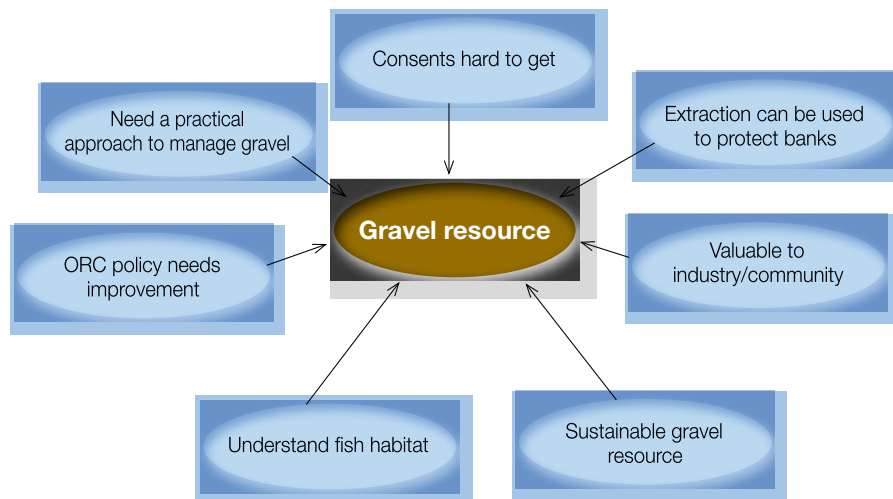 Consents hard to get
Need a practical
approach to manage gravel
Extraction can be used
to protect banks
Gravel resource
ORC policy needs
improvement
Valuable to
industry/community
Understand fish habitat
Sustainable gravel
resource